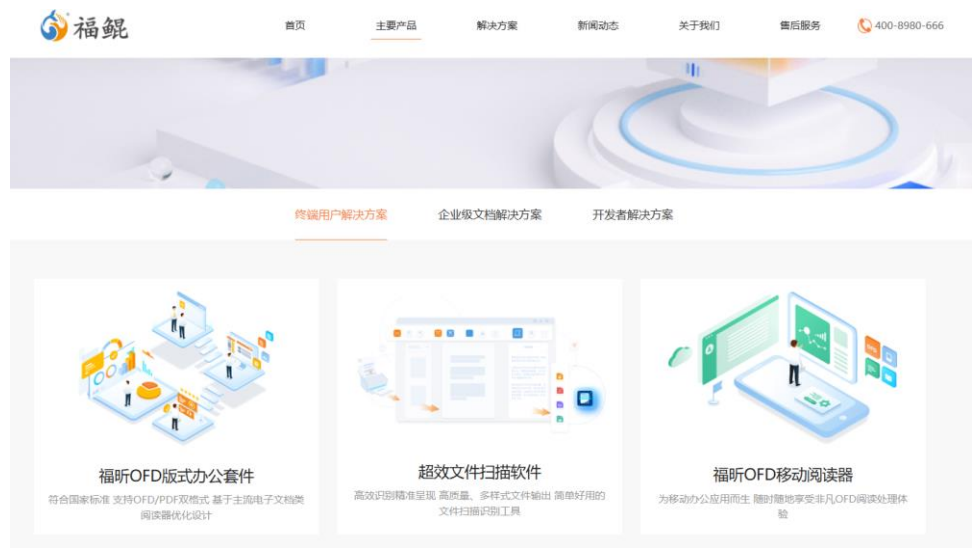 福鲲
首页
主要产品
解决方案
新闻动态
关于我们
售后服务
400-8980-666
终端用户解决方案
企业级文档解决方案
开发者解决方案
福昕OFD版式办公套件
符合国家标准 支持OFD/PDF双格式 基于主流电子文档类
阅读器优化设计
超效文件扫描软件
高效识别精准呈现 高质量、多样式文件输出 简单好用的
文件扫描识别工具
福昕OFD移动阅读器
为移动办公应用而生 随时随地享受非凡OFD阅读处理体
验